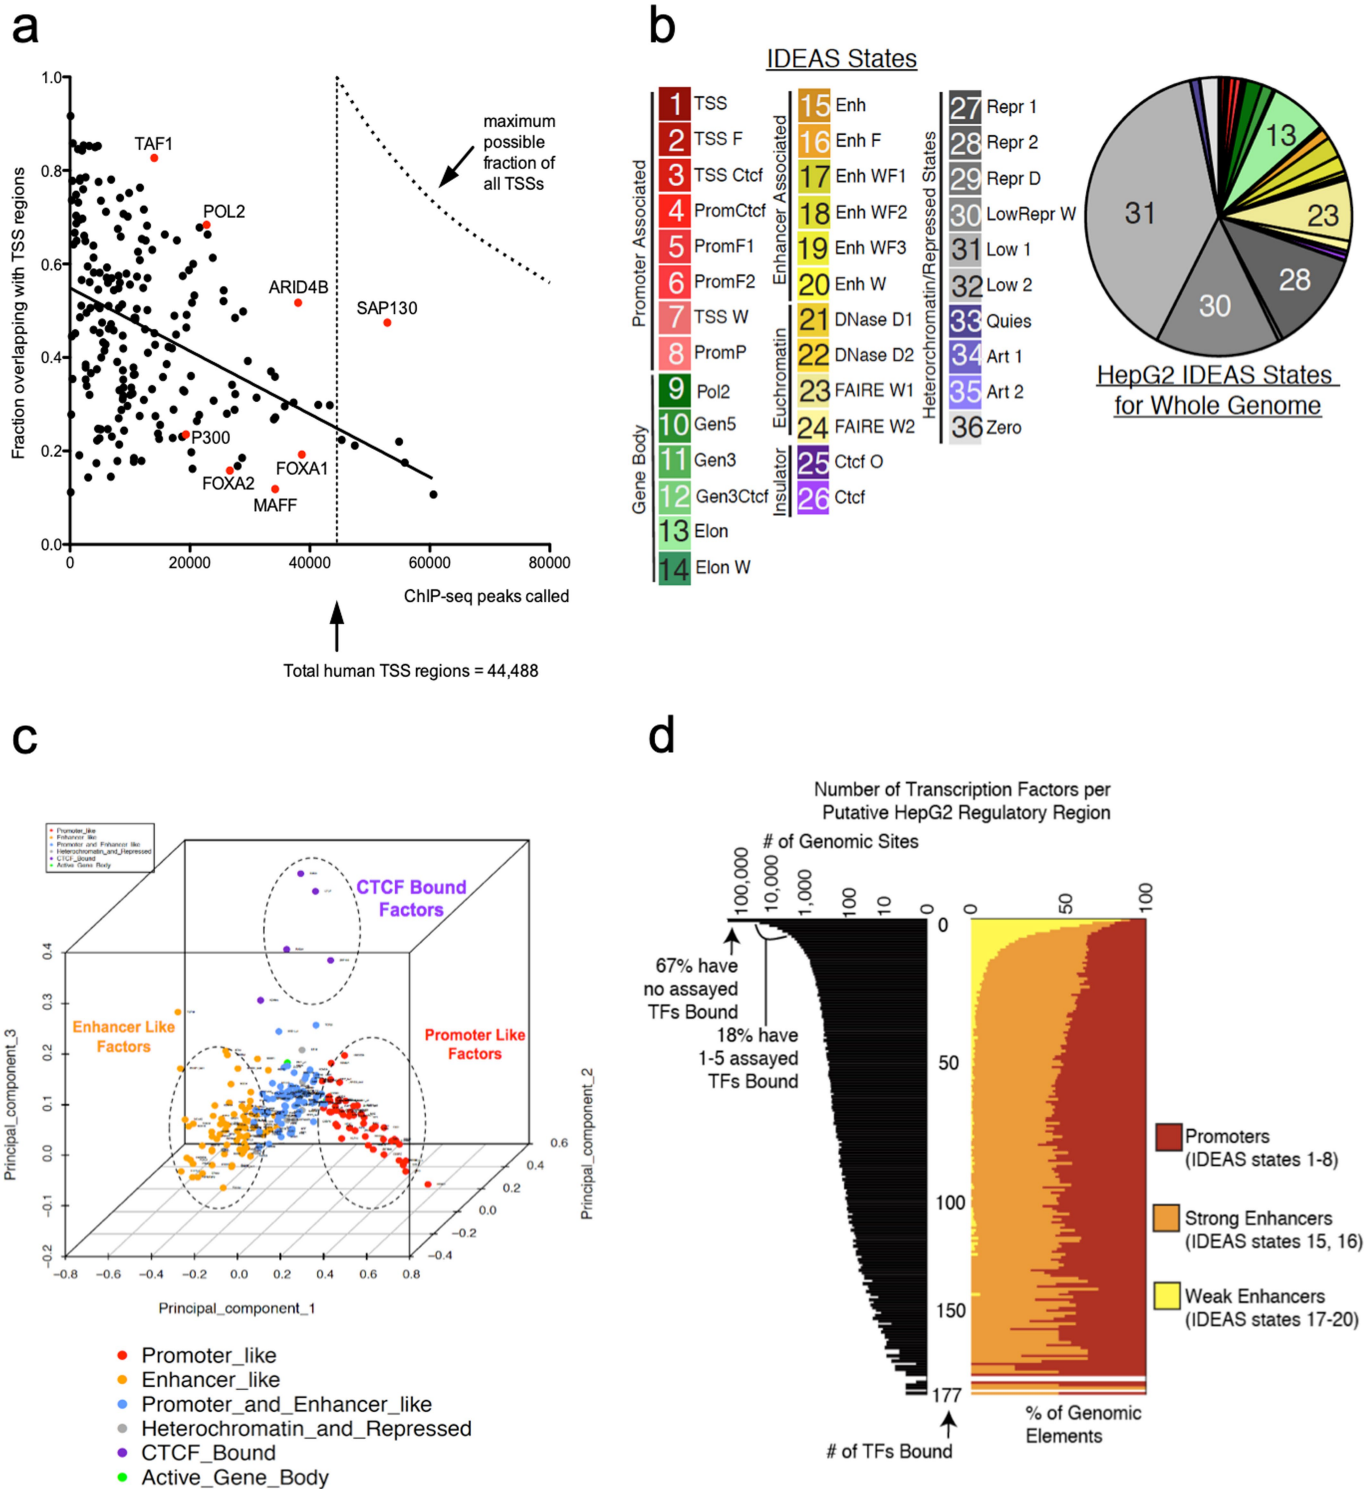 a
1.0
0.8
0.6
0.4
0.2
0.0
Fraction overlapping with TSS regions
TAF1
POL2
ARID4B
SAP130
P300
FOXA2
FOXA1
MAFF
maximum
possible
fraction of
all TSSs
0
20000
40000
60000
80000
ChIP-seq peaks called
Total human TSS regions = 44,488
b
IDEAS States
Promoter Associated
1 TSS
2 TSS F
3 TSS Ctcf
4 PromCtcf
5 PromF1
6 PromF2
7 TSS W
8 PromP
Gene Body
9 Pol2
10 Gen5
11 Gen3
12 Gen3Ctcf
13 Elon
14 Elon W
Enhancer Associated
15 Enh
16 Enh F
17 Enh WF1
18 Enh WF2
19 Enh WF3
20 Enh W
Euchromatin
21 DNase D1
22 DNase D2
23 FAIRE W1
24 FAIRE W2
Insulator
25 Ctcf O
26 Ctcf
Heterochromatin/Repressed States
27 Repr 1
28 Repr 2
29 Repr D
30 LowRepr W
31 Low 1
32 Low 2
33 Quies
34 Art 1
35 Art 2
36 Zero
13
23
28
30
31
HepG2 IDEAS States
for Whole Genome
c
Promoter_like
Enhancer_like
Promoter_and_Enhancer_like
Heterochromatin_and_Repressed
CTCF_Bound
Active_Gene_Body
CTCF Bound
Factors
Enhancer Like
Factors
Promoter Like
Factors
Principal_component_3
0.4
0.3
0.2
0.1
0.0
−0.1
−0.2
−0.8
−0.6
−0.4
−0.2
0.0
0.2
0.4
0.6
0.8
Principal_component_1
−0.4
−0.2
0.0
0.2
0.4
0.6
Principal_component_2
Promoter_like
Enhancer_like
Promoter_and_Enhancer_like
Heterochromatin_and_Repressed
CTCF_Bound
Active_Gene_Body
d
Number of Transcription Factors per
Putative HepG2 Regulatory Region
# of Genomic Sites
100,000
10,000
1,000
100
10
0
0
50
100
67% have
no assayed
TFs Bound
18% have
1-5 assayed
TFs Bound
0
50
100
150
177
# of TFs Bound
% of Genomic
Elements
Promoters
(IDEAS states 1-8)
Strong Enhancers
(IDEAS states 15, 16)
Weak Enhancers
(IDEAS states 17-20)